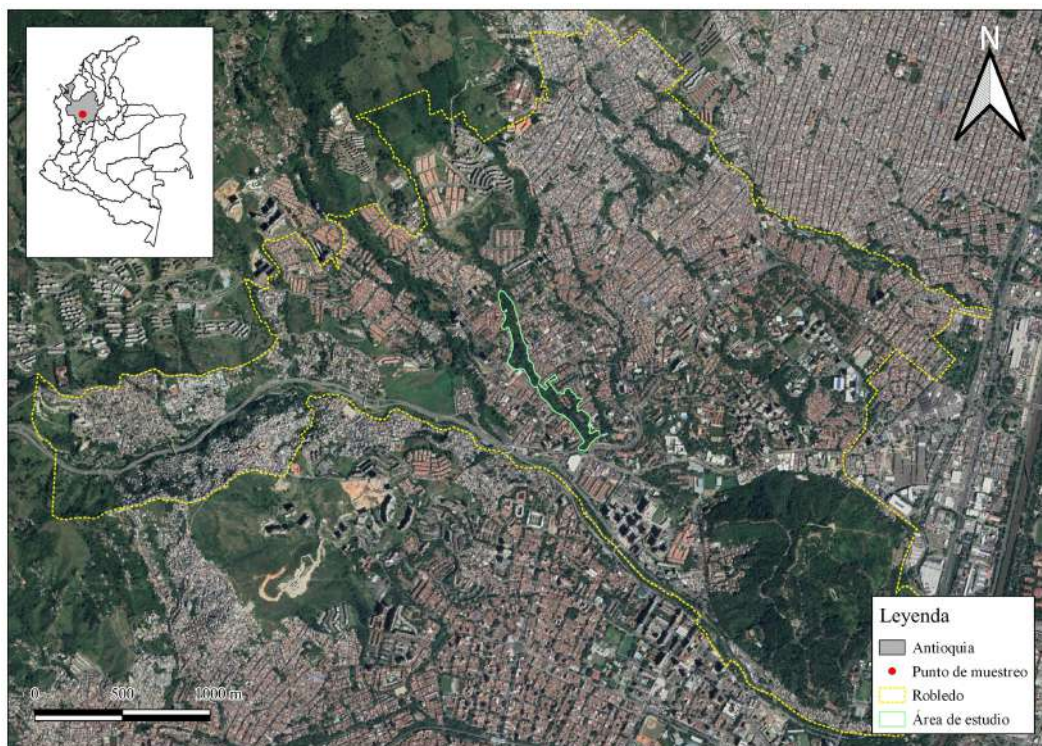 N
Leyenda
Antioquia
Punto de muestreo
Robledo
Área de estudio
0 500 1000 m